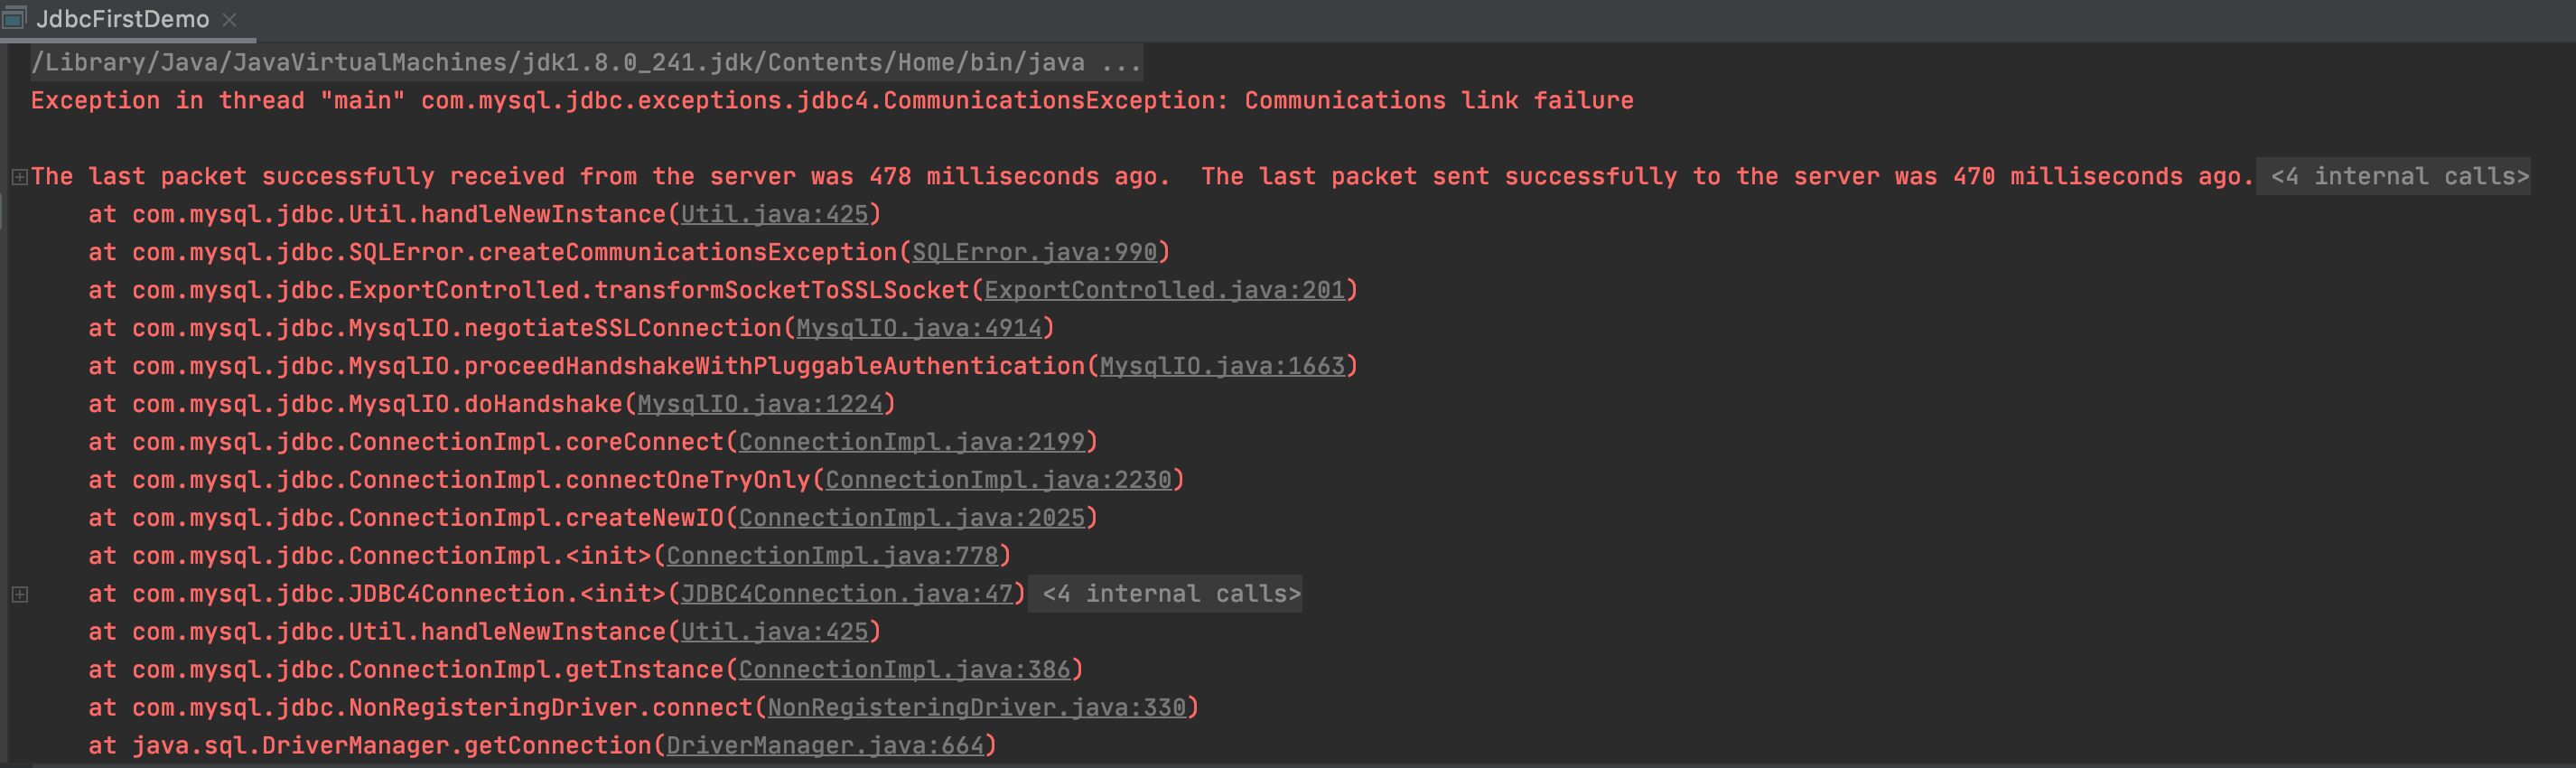 JdbcFirstDemo
/Library/Java/JavaVirtualMachines/jdk1.8.0_241.jdk/Contents/Home/bin/java ...
Exception in thread "main" com.mysql.jdbc.exceptions.jdbc4.CommunicationsException: Communications link failure
The last packet successfully received from the server was 478 milliseconds ago.  The last packet sent successfully to the server was 470 milliseconds ago. <4 internal calls>
at com.mysql.jdbc.Util.handleNewInstance(Util.java:425)
at com.mysql.jdbc.SQLError.createCommunicationsException(SQLError.java:990)
at com.mysql.jdbc.ExportControlled.transformSocketToSSLSocket(ExportControlled.java:201)
at com.mysql.jdbc.MysqlIO.negotiateSSLConnection(MysqlIO.java:4914)
at com.mysql.jdbc.MysqlIO.proceedHandshakeWithPluggableAuthentication(MysqlIO.java:1663)
at com.mysql.jdbc.MysqlIO.doHandshake(MysqlIO.java:1224)
at com.mysql.jdbc.ConnectionImpl.coreConnect(ConnectionImpl.java:2199)
at com.mysql.jdbc.ConnectionImpl.connectOneTryOnly(ConnectionImpl.java:2230)
at com.mysql.jdbc.ConnectionImpl.createNewIO(ConnectionImpl.java:2025)
at com.mysql.jdbc.ConnectionImpl.<init>(ConnectionImpl.java:778)
at com.mysql.jdbc.JDBC4Connection.<init>(JDBC4Connection.java:47) <4 internal calls>
at com.mysql.jdbc.Util.handleNewInstance(Util.java:425)
at com.mysql.jdbc.ConnectionImpl.getInstance(ConnectionImpl.java:386)
at com.mysql.jdbc.NonRegisteringDriver.connect(NonRegisteringDriver.java:330)
at java.sql.DriverManager.getConnection(DriverManager.java:664)